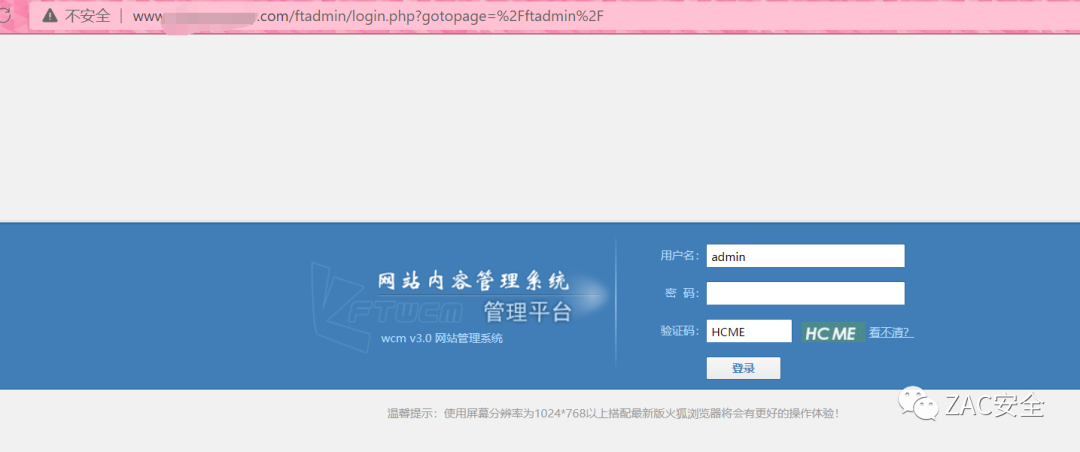 不安全 | www.    .com/ftadmin/login.php?gotopage=%2Fftadmin%2F
网站内容管理系统
FTWCM 管理平台
wcm v3.0 网站管理系统
用户名： admin
密 码：
验证码： HCME HCME 看不清?
登录
温馨提示：使用屏幕分辨率为1024*768以上搭配最新版火狐浏览器将会有更好的操作体验！
ZAC安全